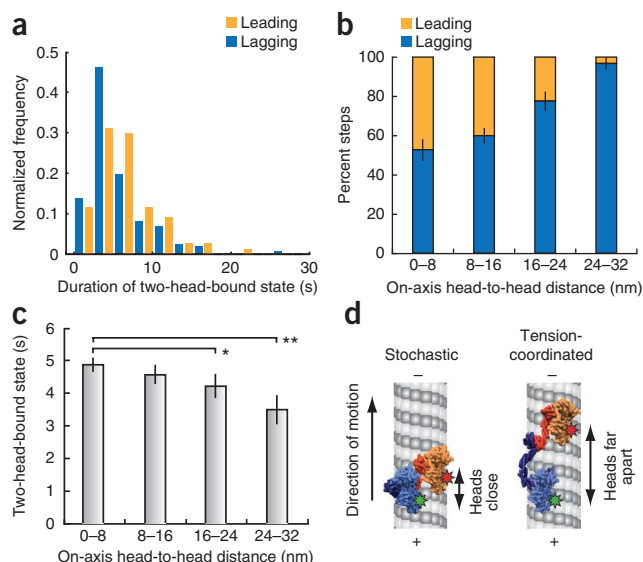 a
Leading
Lagging
Normalized frequency
0.5
0.4
0.3
0.2
0.1
0
0 10 20 30
Duration of two-head-bound state (s)
b
Leading
Lagging
Percent steps
100
80
60
40
20
0
0–8 8–16 16–24 24–32
On-axis head-to-head distance (nm)
c
Two-head-bound state (s)
6
5
4
3
2
1
0
**
*
0–8 8–16 16–24 24–32
On-axis head-to-head distance (nm)
d
Stochastic
Tension-
coordinated
– –
Direction of motion
Heads
close
Heads far
apart
+ +